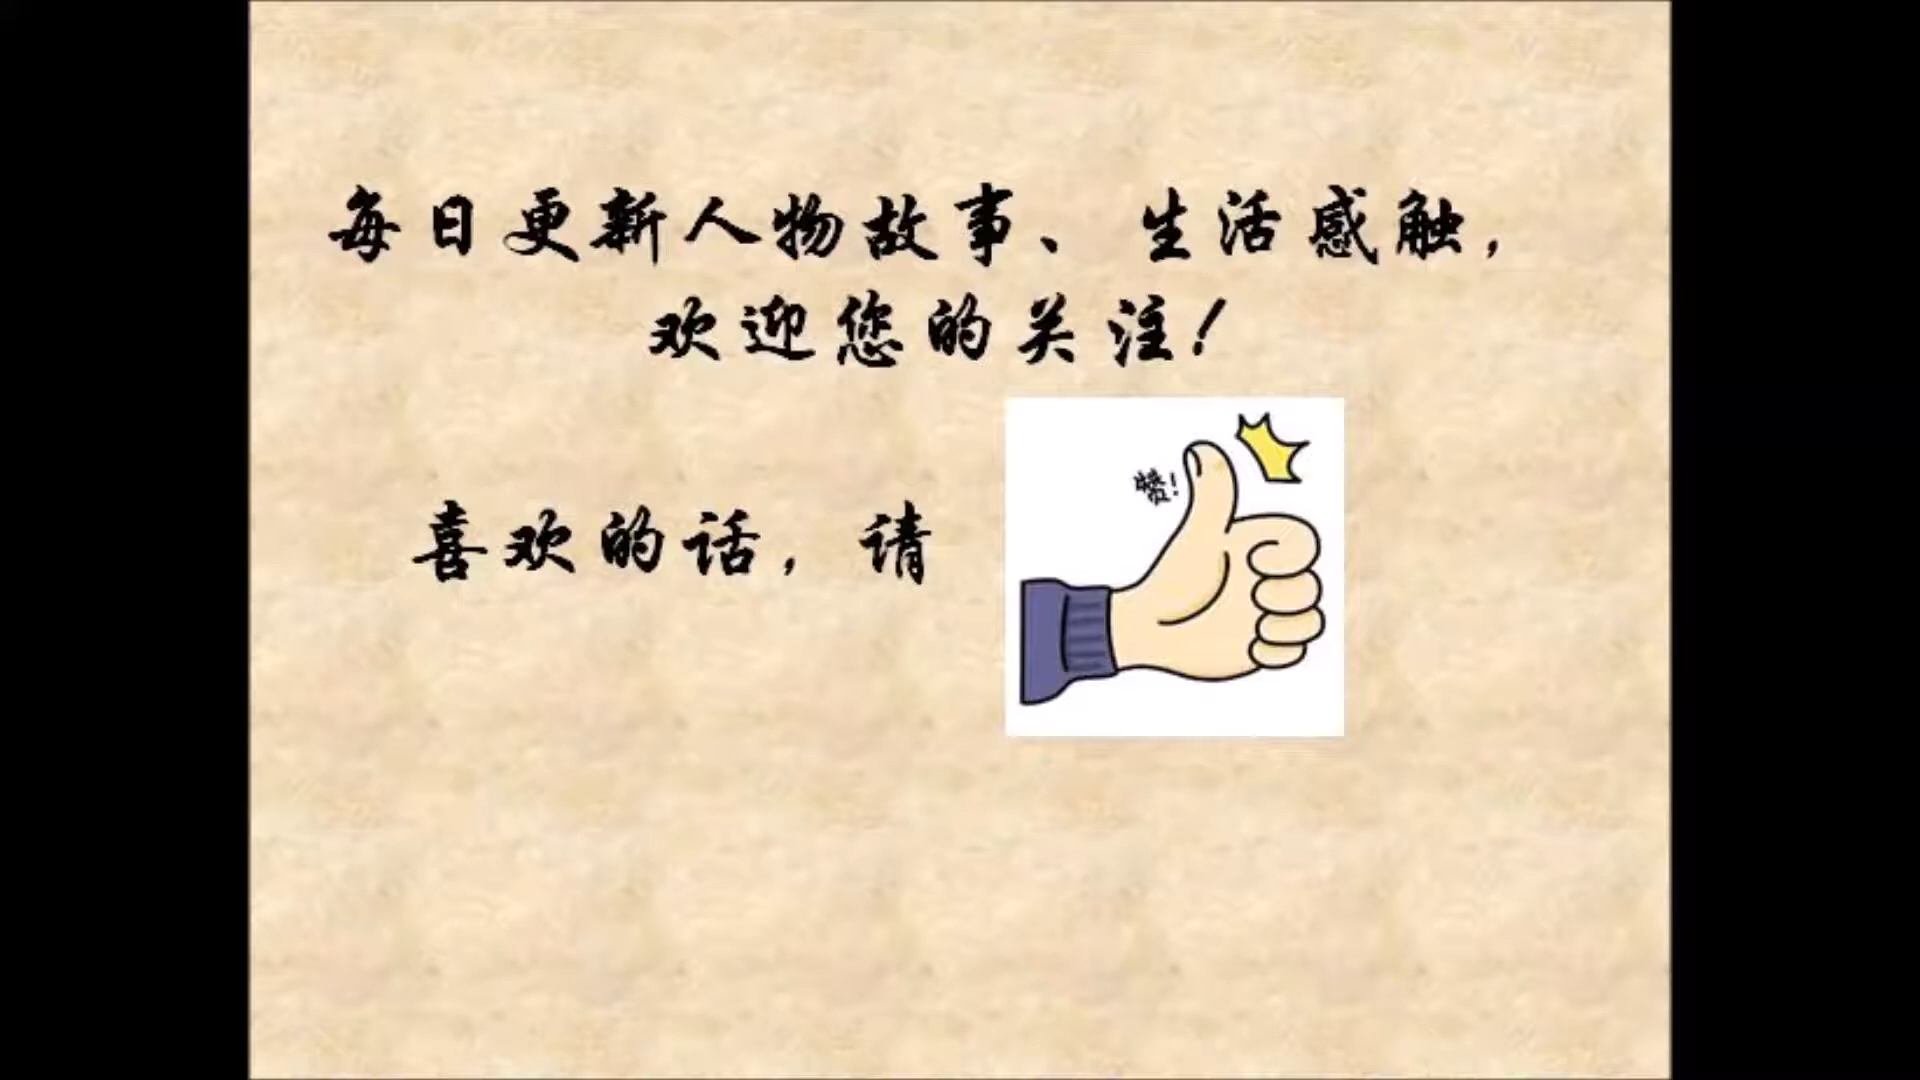 每日更新人物故事、生活感触，
欢迎您的关注！
赞！
喜欢的话，请